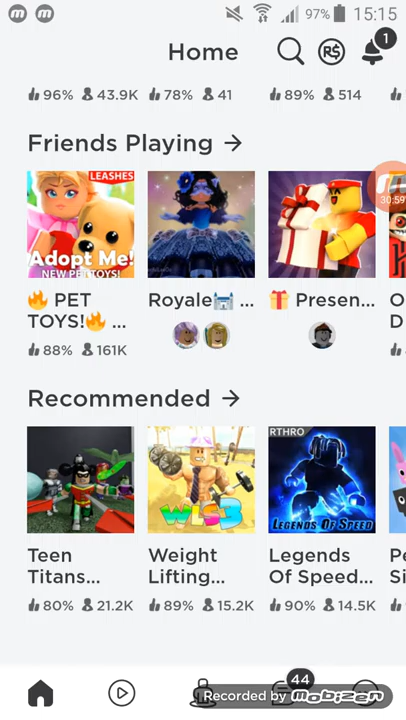 97% 15:15
Home
R$
1
96% 43.9K 78% 41 89% 514
Friends Playing →
30:59
LEASHES
Adopt Me!
NEW PET TOYS!
🔥 PET TOYS!🔥 ...
Royale🏰 ...
🎁 Presen...
88% 161K
Recommended →
WLS3
RTHRO
LEGENDS OF SPEED
Teen Titans...
Weight Lifting...
Legends Of Speed...
80% 21.2K 89% 15.2K 90% 14.5K
44
Recorded by mobizen